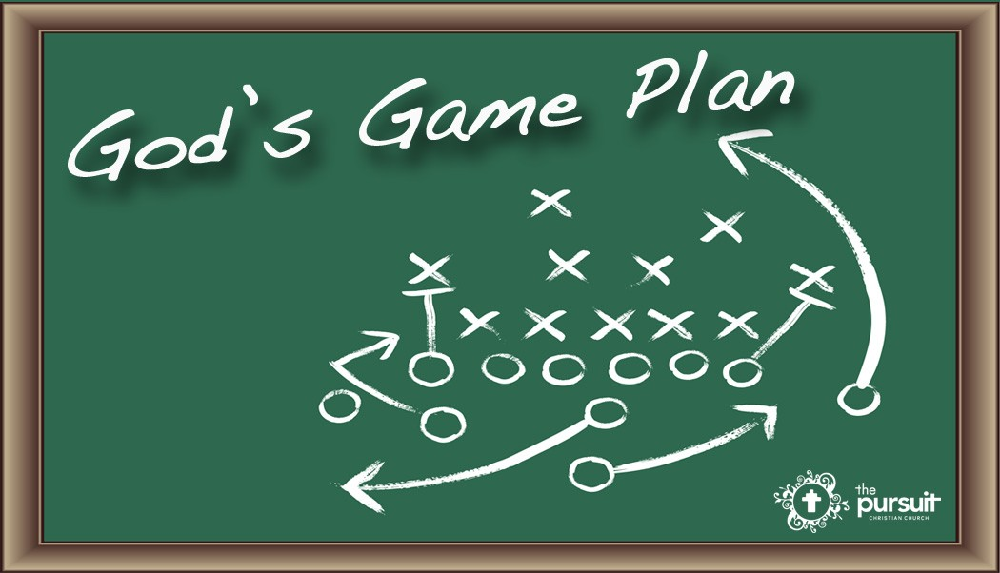 God's Game Plan
the
pursuit
CHRISTIAN CHURCH